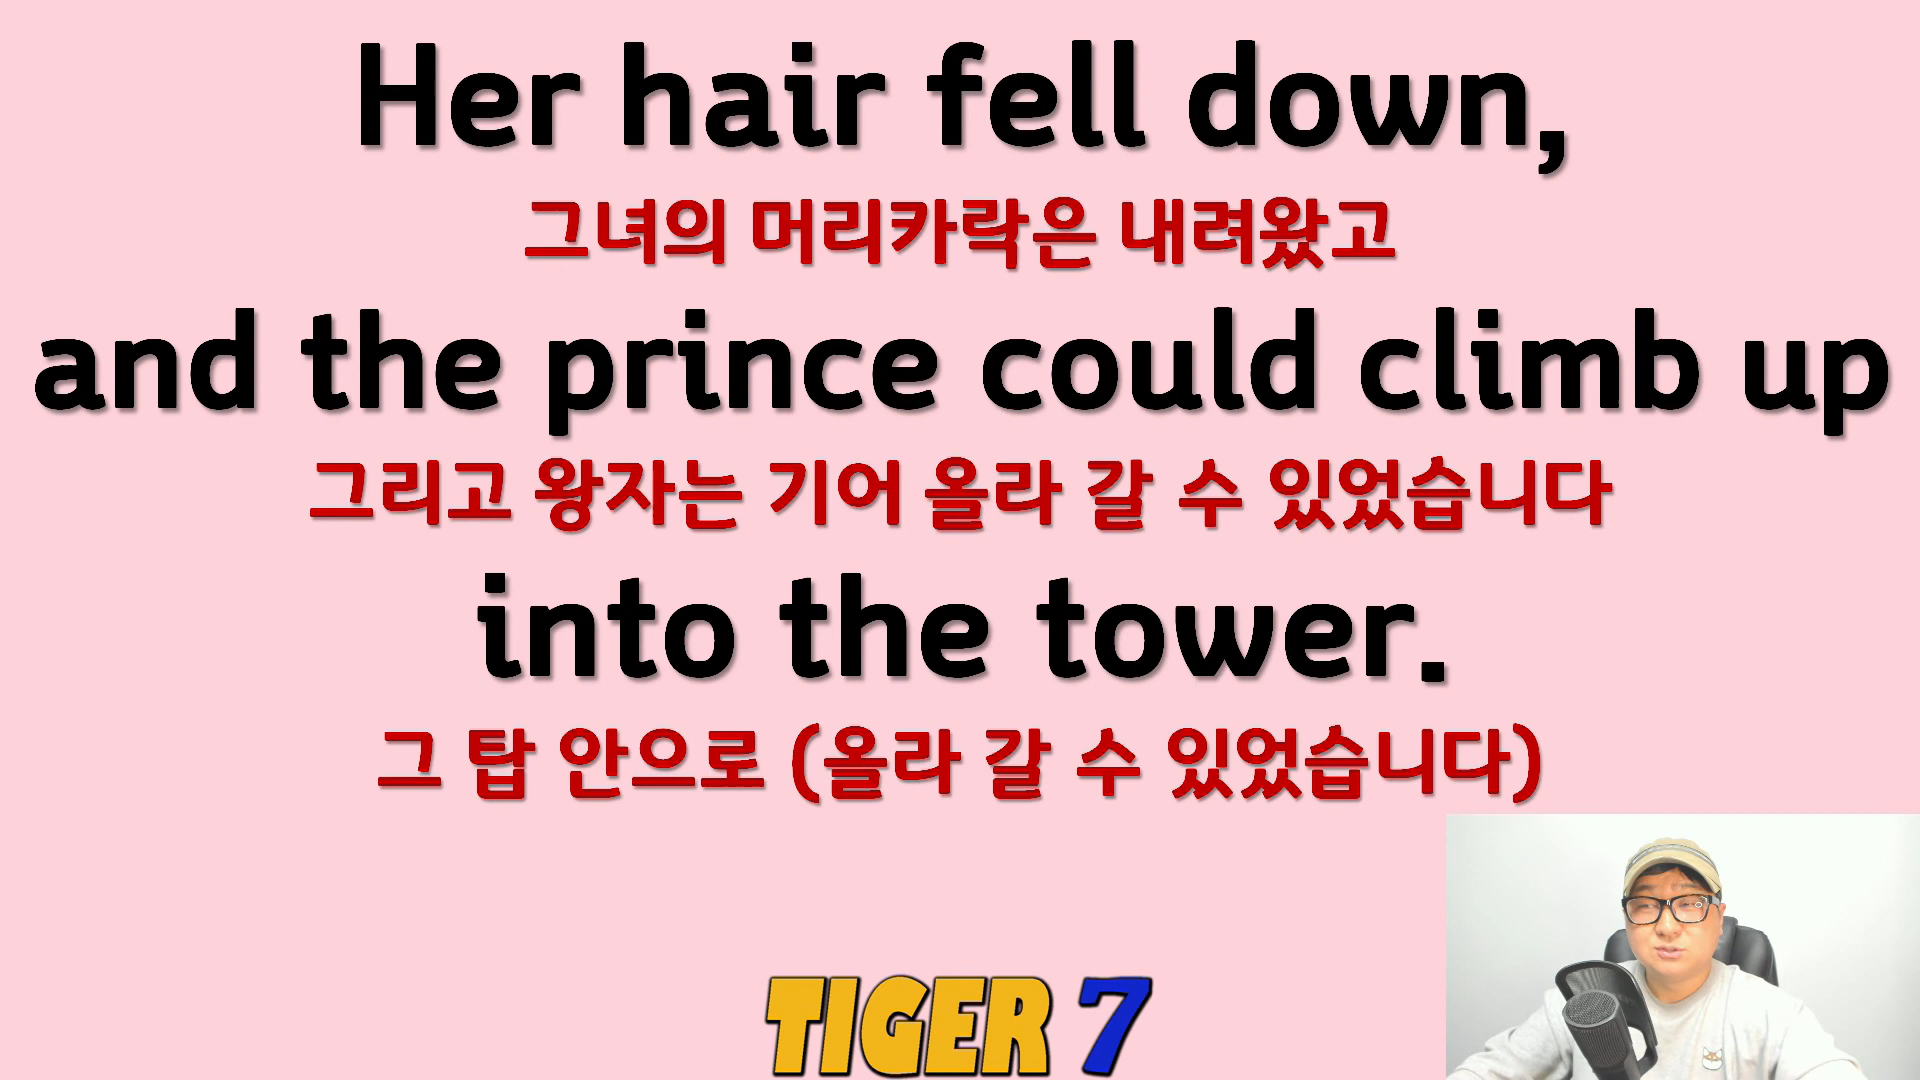 Her hair fell down,
그녀의 머리카락은 내려왔고
and the prince could climb up
그리고 왕자는 기어 올라 갈 수 있었습니다
into the tower.
그 탑 안으로 (올라 갈 수 있었습니다)
TIGER 7